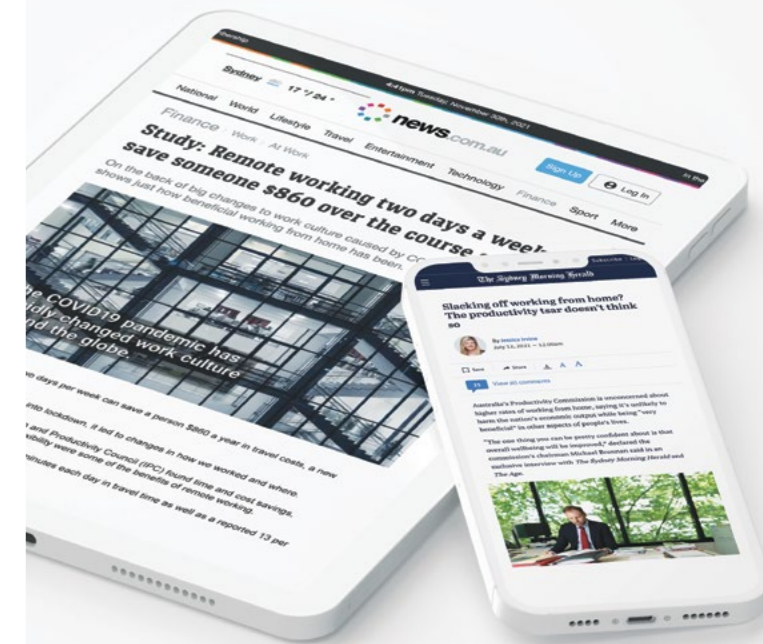 nership
4:41pm Tuesday, November 30th, 2021
In the
Sydney 17 °/ 24 °
news.com.au
Sign Up
Log In
National World Lifestyle Travel Entertainment Technology Finance Sport More
Finance Work At Work
Study: Remote working two days a week
save someone $860 over the course
On the back of big changes to work culture caused by CO
shows just how beneficial working from home has been.
e COVID19 pandemic has
idly changed work culture
nd the globe.
wo days per week can save a person $860 a year in travel costs, a new
into lockdown, it led to changes in how we worked and where.
n and Productivity Council (IPC) found time and cost savings,
xibility were some of the benefits of remote working.
minutes each day in travel time as well as a reported 13 per
SUBSCRIBE
The Sydney Morning Herald
Slacking off working from home?
The productivity tsar doesn't think
so
By Jessica Irvine
July 12, 2021 — 12.00am
Save
Share
A A A
View 20 comments
Australia's Productivity Commission is unconcerned about
higher rates of working from home, saying it's unlikely to
harm the nation's economic output while being "very
beneficial" in other aspects of people's lives.
"The one thing you can be pretty confident about is that
overall wellbeing will be improved," declared the
commission's chairman Michael Brennan said in an
exclusive interview with The Sydney Morning Herald and
The Age.